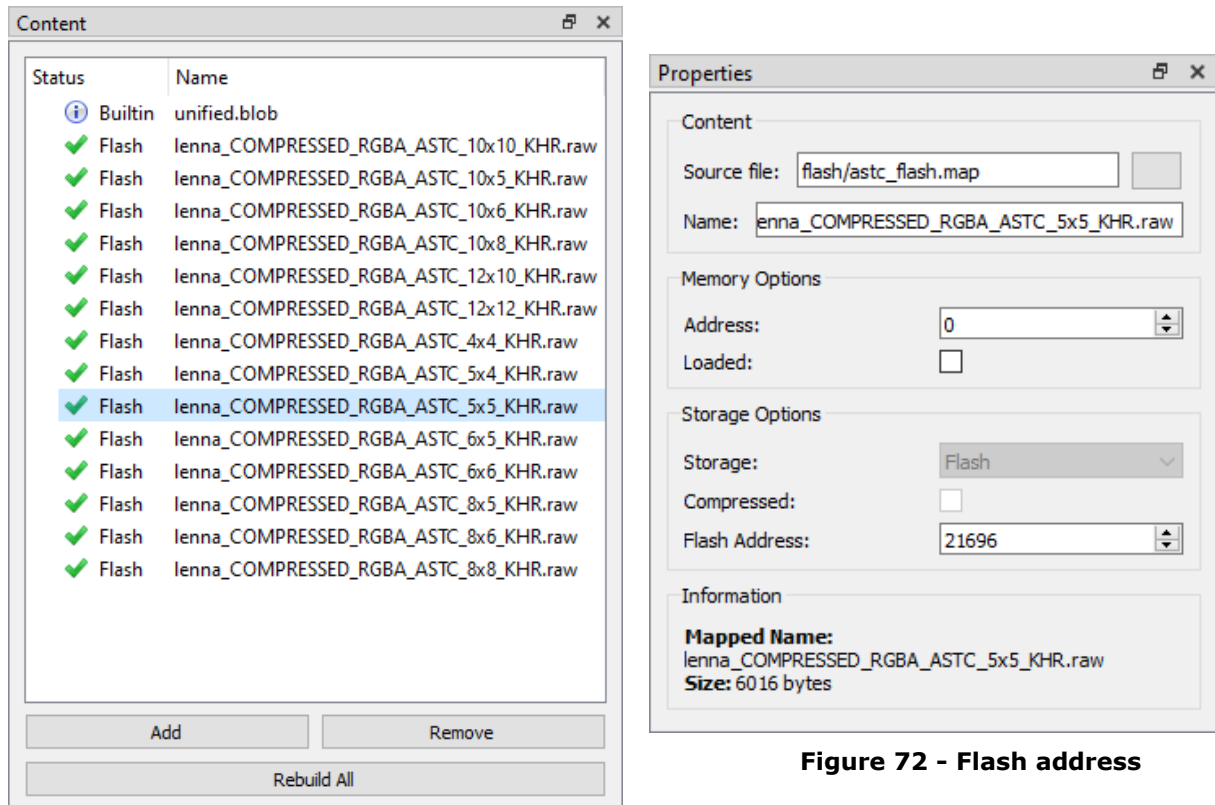 Content
Status Name
Builtin unified.blob
Flash lenna_COMPRESSED_RGBA_ASTC_10x10_KHR.raw
Flash lenna_COMPRESSED_RGBA_ASTC_10x5_KHR.raw
Flash lenna_COMPRESSED_RGBA_ASTC_10x6_KHR.raw
Flash lenna_COMPRESSED_RGBA_ASTC_10x8_KHR.raw
Flash lenna_COMPRESSED_RGBA_ASTC_12x10_KHR.raw
Flash lenna_COMPRESSED_RGBA_ASTC_12x12_KHR.raw
Flash lenna_COMPRESSED_RGBA_ASTC_4x4_KHR.raw
Flash lenna_COMPRESSED_RGBA_ASTC_5x4_KHR.raw
Flash lenna_COMPRESSED_RGBA_ASTC_5x5_KHR.raw
Flash lenna_COMPRESSED_RGBA_ASTC_6x5_KHR.raw
Flash lenna_COMPRESSED_RGBA_ASTC_6x6_KHR.raw
Flash lenna_COMPRESSED_RGBA_ASTC_8x5_KHR.raw
Flash lenna_COMPRESSED_RGBA_ASTC_8x6_KHR.raw
Flash lenna_COMPRESSED_RGBA_ASTC_8x8_KHR.raw
Add Remove
Rebuild All
Properties
Content
Source file: flash/astc_flash.map
Name: enna_COMPRESSED_RGBA_ASTC_5x5_KHR.raw
Memory Options
Address: 0
Loaded:
Storage Options
Storage: Flash
Compressed:
Flash Address: 21696
Information
Mapped Name:
lenna_COMPRESSED_RGBA_ASTC_5x5_KHR.raw
Size: 6016 bytes
Figure 72 - Flash address